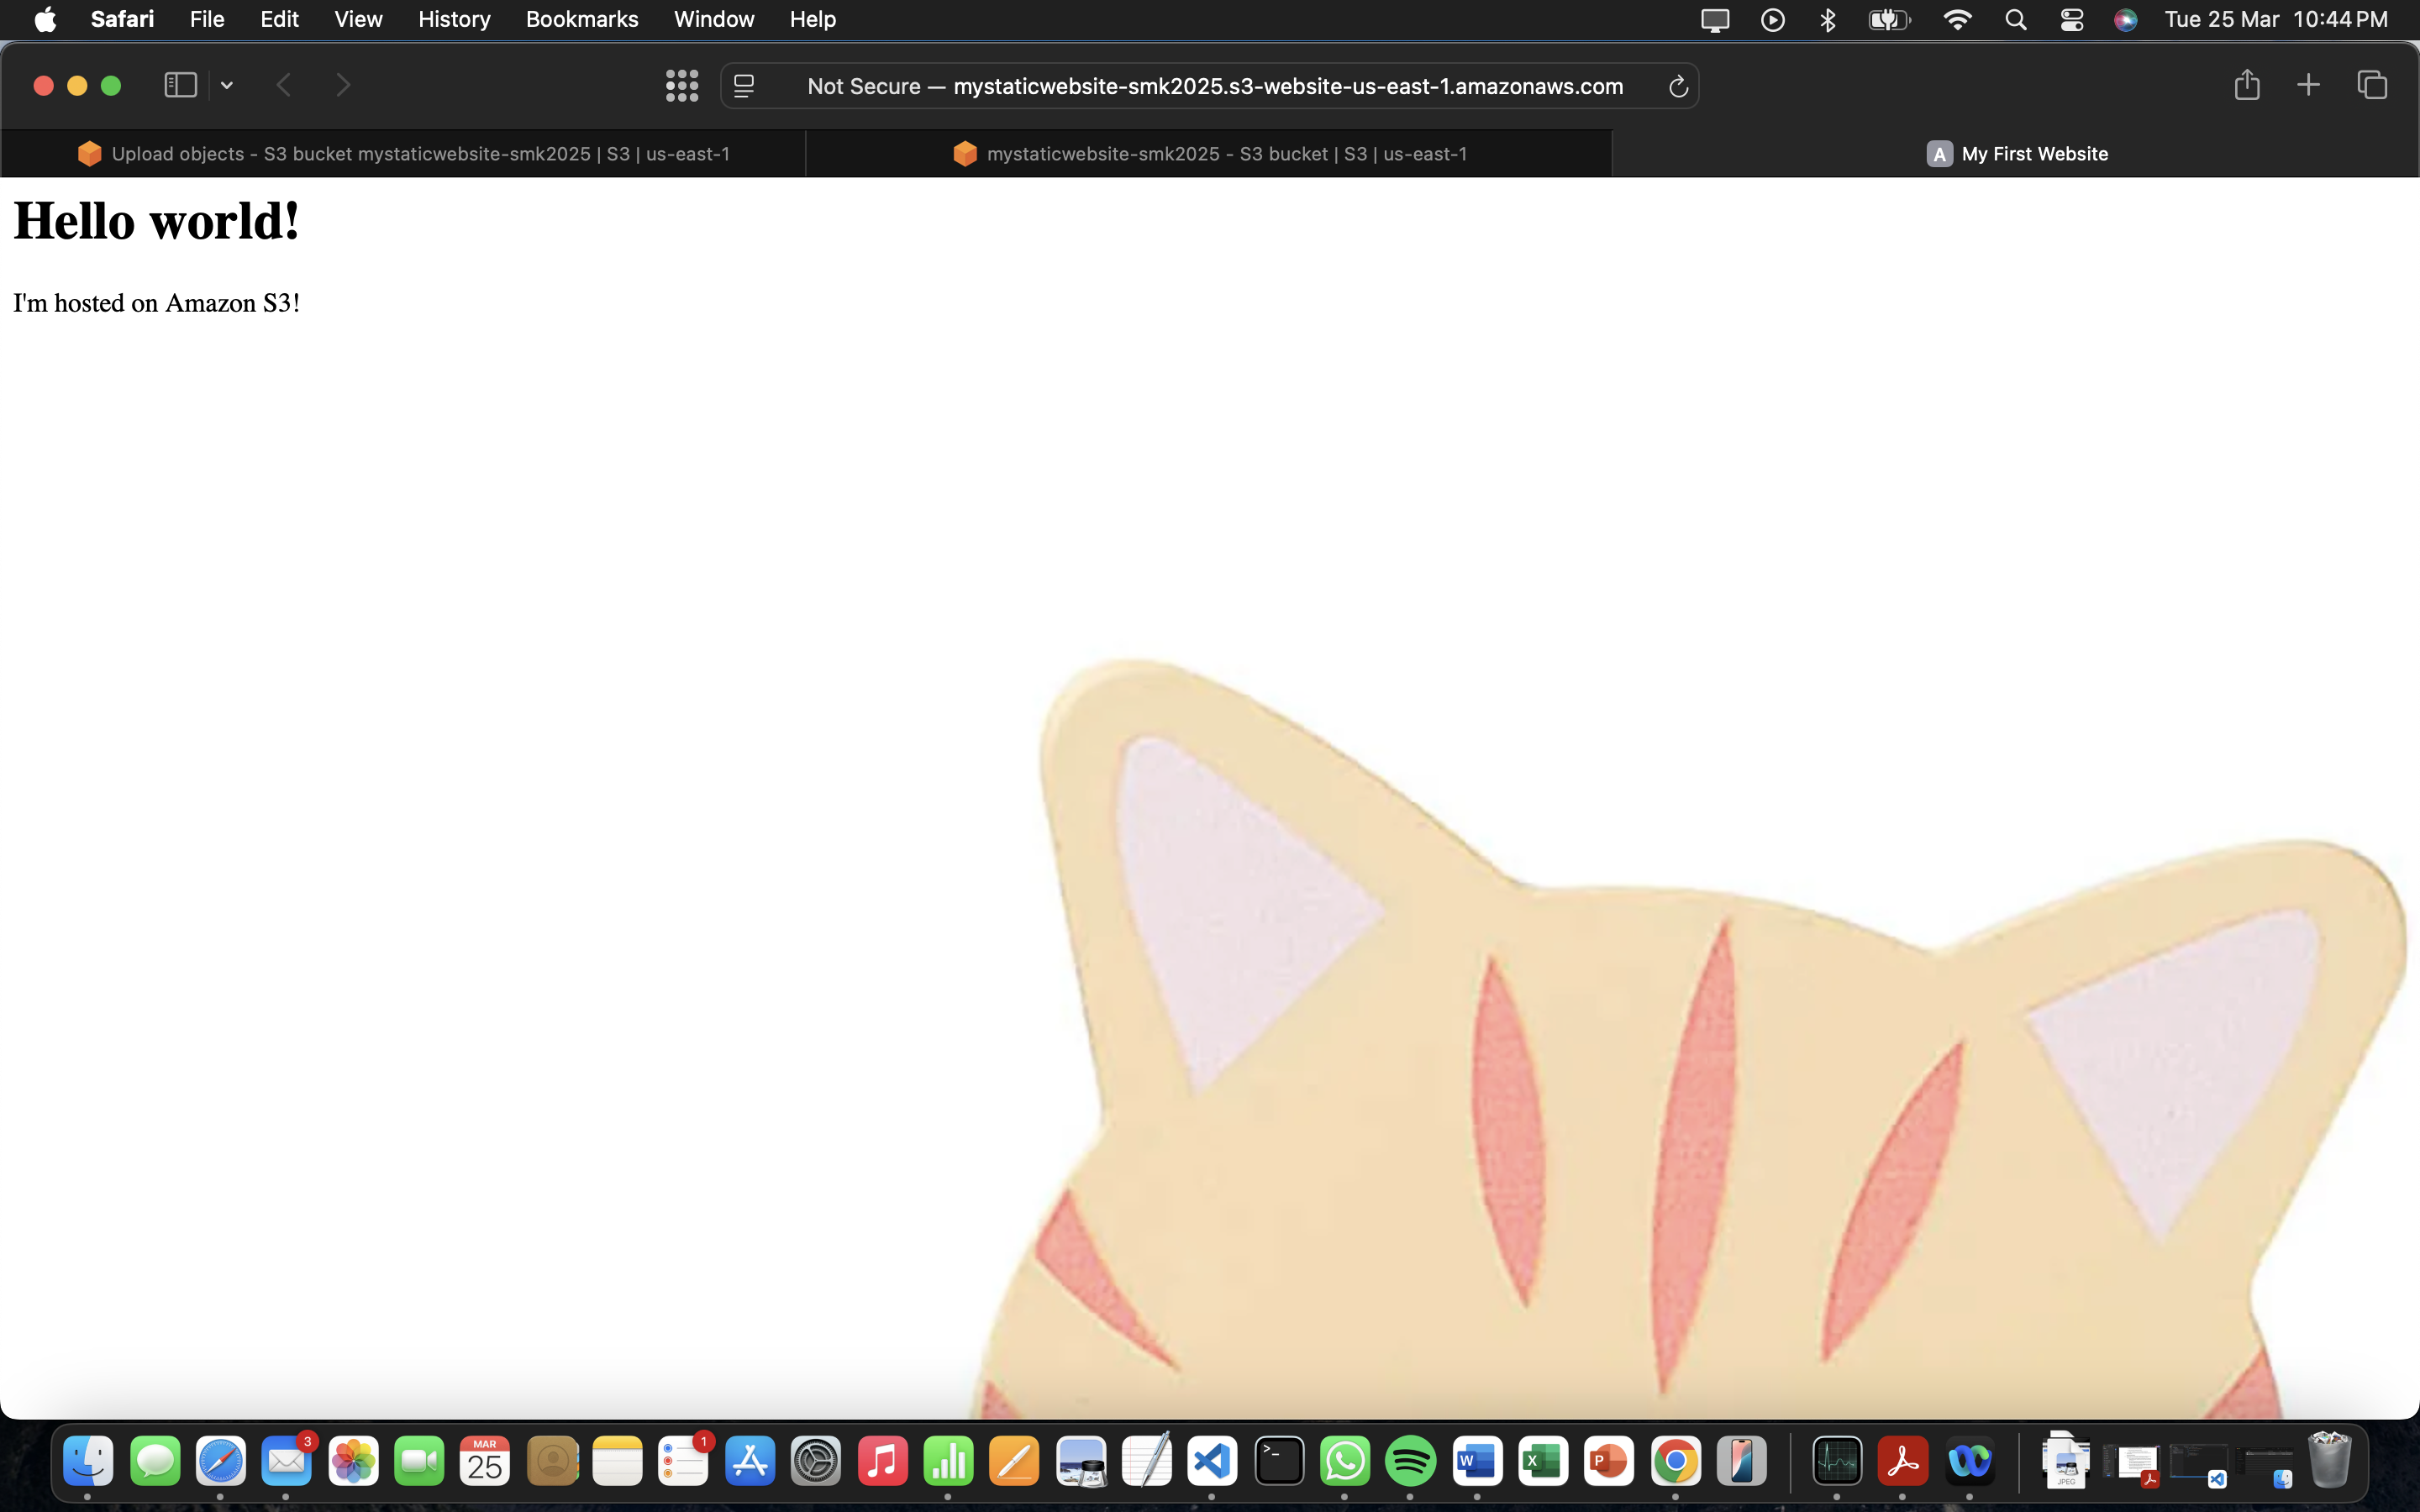 Safari File Edit View History Bookmarks Window Help Tue 25 Mar 10:44 PM
Not Secure — mystaticwebsite-smk2025.s3-website-us-east-1.amazonaws.com
Upload objects - S3 bucket mystaticwebsite-smk2025 | S3 | us-east-1
mystaticwebsite-smk2025 - S3 bucket | S3 | us-east-1
A My First Website
Hello world!
I'm hosted on Amazon S3!
3
MAR
25
1
>_
W
X
P
JPEG